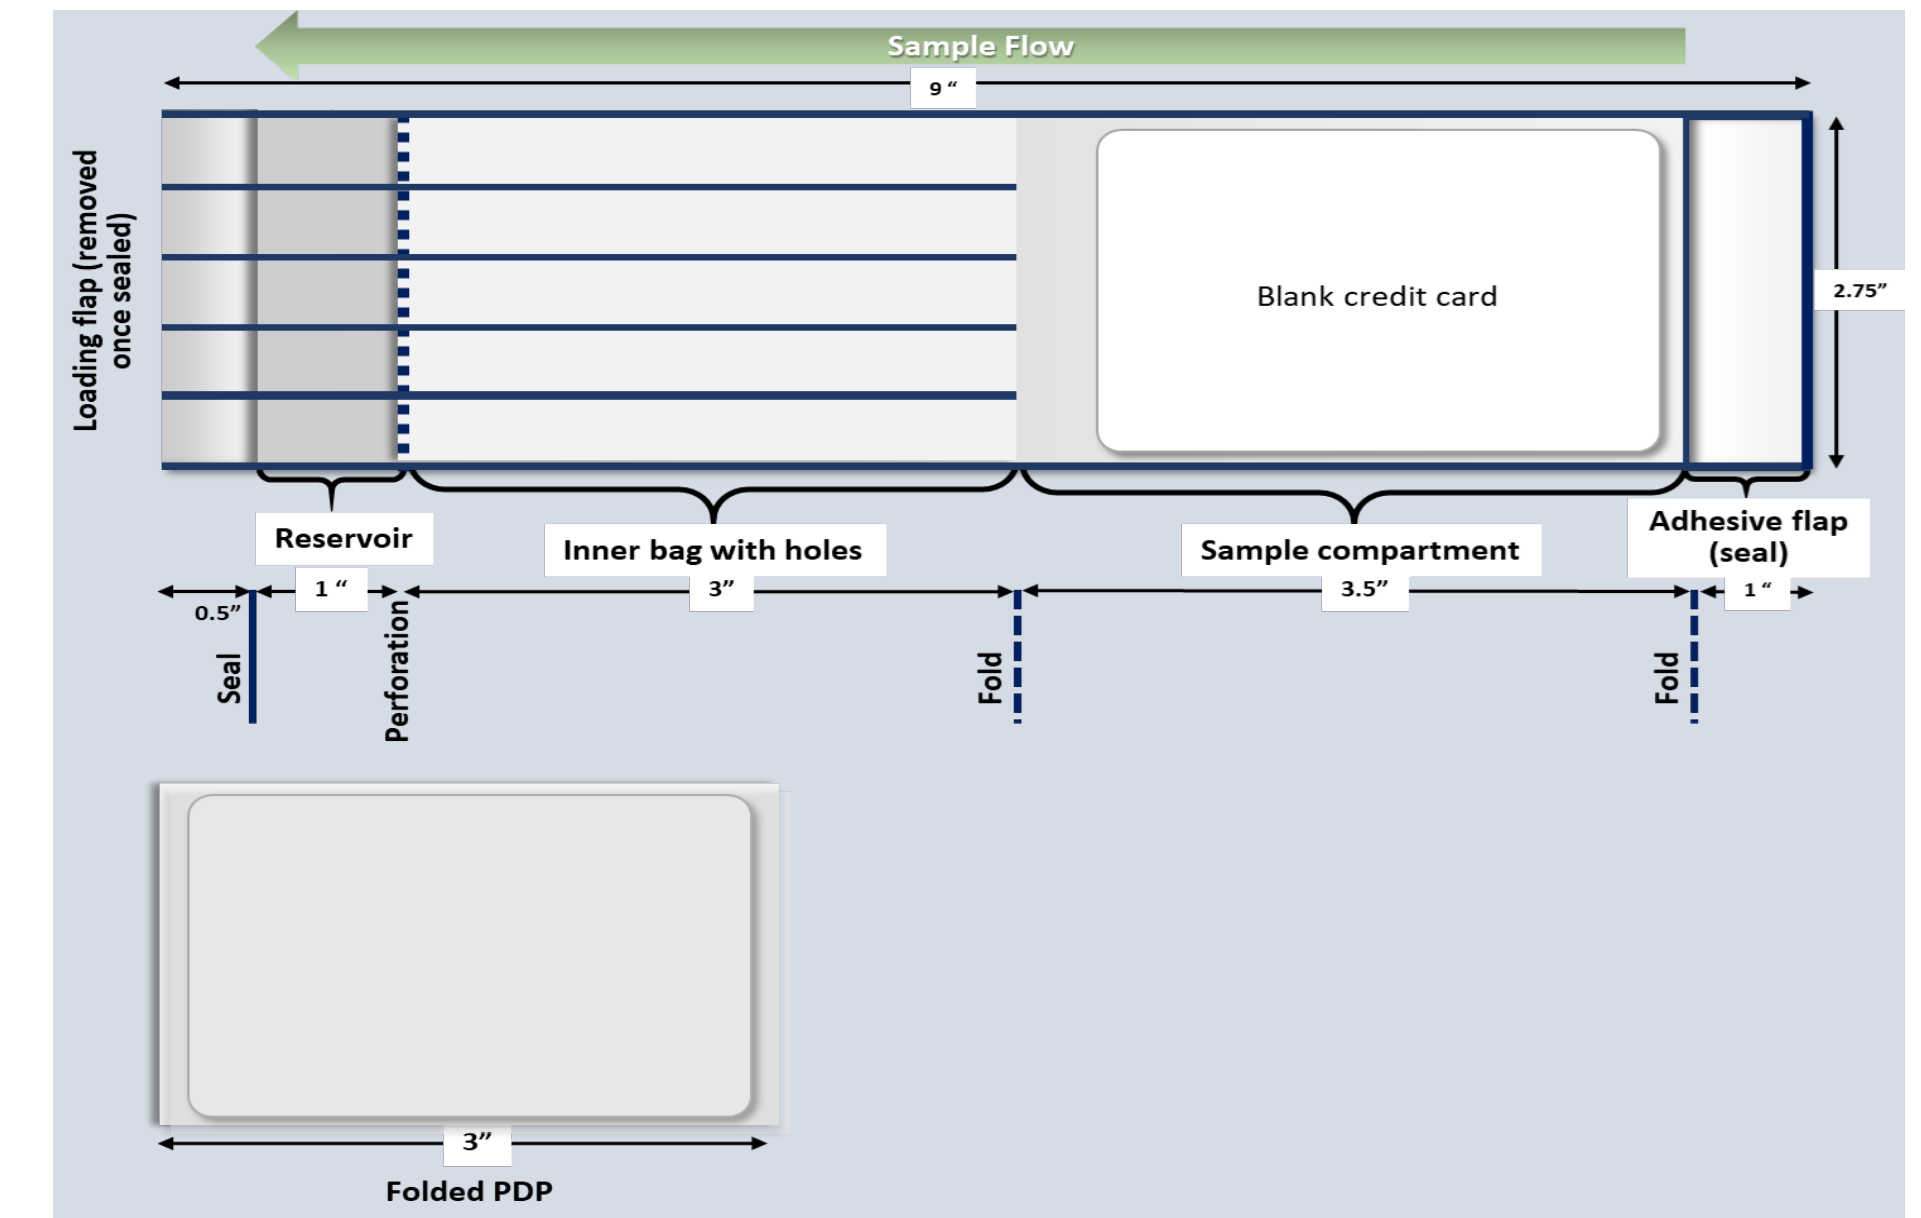 Sample Flow
9 “
Loading flap (removed
once sealed)
Blank credit card
2.75”
Reservoir
Inner bag with holes
Sample compartment
Adhesive flap
(seal)
0.5”
1 “
3”
3.5”
1 “
Seal
Perforation
Fold
Fold
3”
Folded PDP